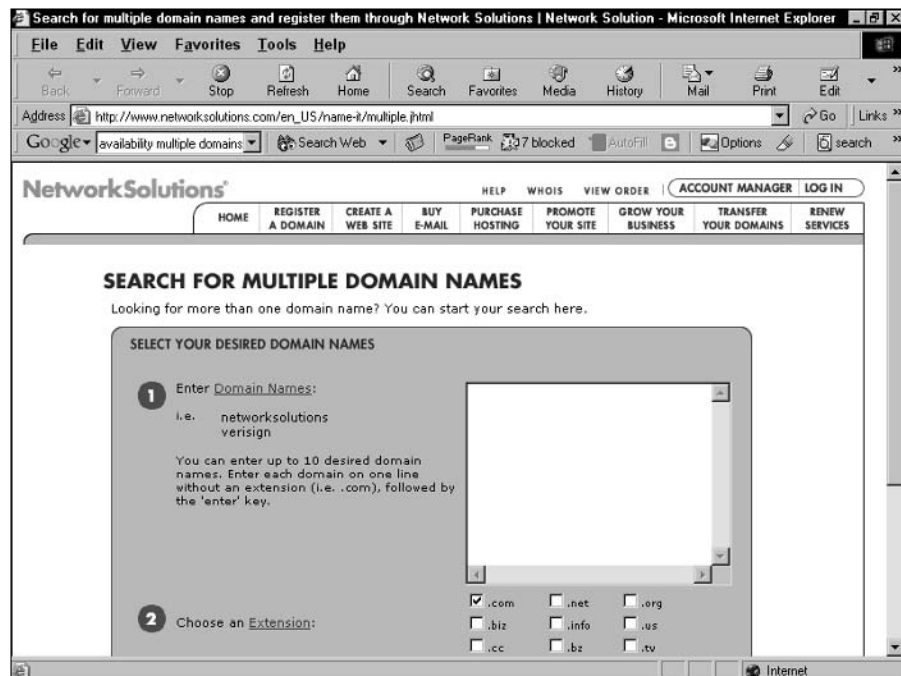 Search for multiple domain names and register them through Network Solutions | Network Solution - Microsoft Internet Explorer
File Edit View Favorites Tools Help
Back Forward Stop Refresh Home Search Favorites Media History Mail Print Edit
Address http://www.networksolutions.com/en_US/name-it/multiple.jhtml Go Links
Google availability multiple domains Search Web PageRank 7 blocked AutoFill Options search
NetworkSolutions HELP WHOIS VIEW ORDER ACCOUNT MANAGER LOG IN
HOME REGISTER A DOMAIN CREATE A WEB SITE BUY E-MAIL PURCHASE HOSTING PROMOTE YOUR SITE GROW YOUR BUSINESS TRANSFER YOUR DOMAINS RENEW SERVICES
SEARCH FOR MULTIPLE DOMAIN NAMES
Looking for more than one domain name? You can start your search here.
SELECT YOUR DESIRED DOMAIN NAMES
1 Enter Domain Names:
i.e. networksolutions
verisign
You can enter up to 10 desired domain
names. Enter each domain on one line
without an extension (i.e. .com), followed by
the 'enter' key.
2 Choose an Extension:
.com .net .org
.biz .info .us
.cc .bz .tv
Internet